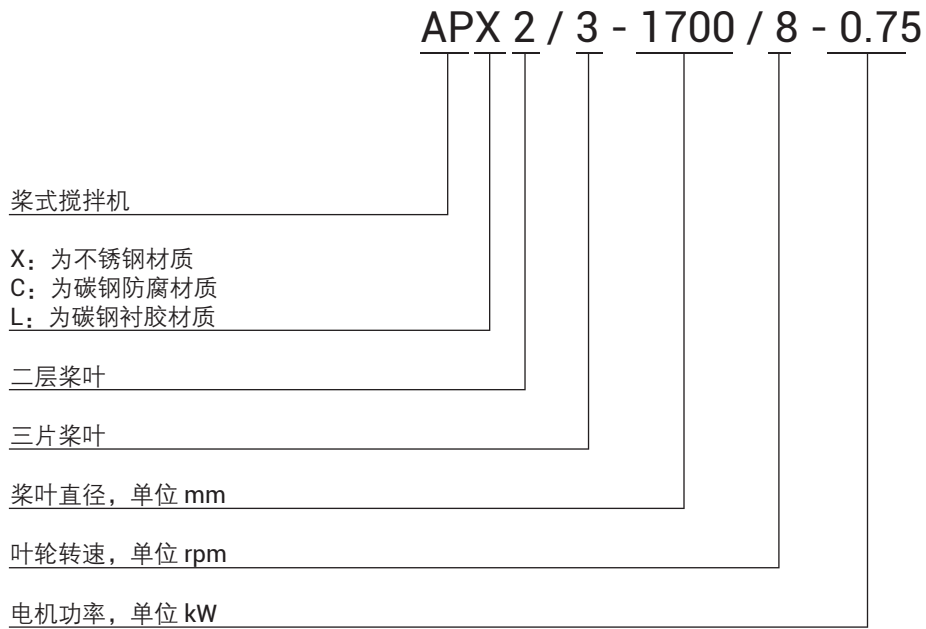 APX 2 / 3 - 1700 / 8 - 0.75
桨式搅拌机
X：为不锈钢材质
C：为碳钢防腐材质
L：为碳钢衬胶材质
二层桨叶
三片桨叶
桨叶直径，单位 mm
叶轮转速，单位 rpm
电机功率，单位 kW